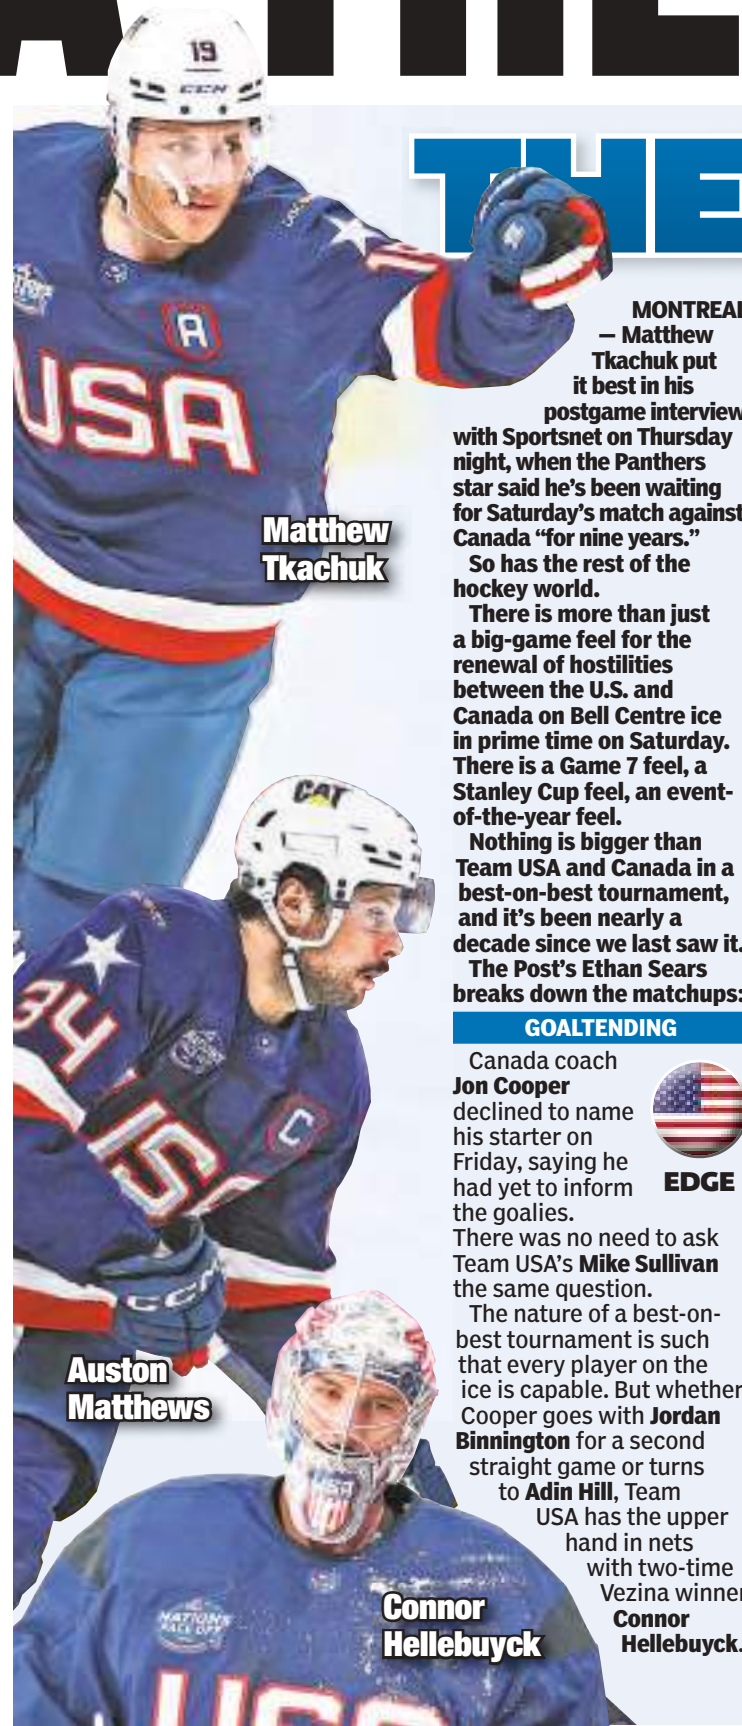 THE
19
CCM
A
USA
Matthew
Tkachuk
MONTREAL
— Matthew
Tkachuk put
it best in his
postgame interview
with Sportsnet on Thursday
night, when the Panthers
star said he's been waiting
for Saturday's match against
Canada “for nine years.”
So has the rest of the
hockey world.
There is more than just
a big-game feel for the
renewal of hostilities
between the U.S. and
Canada on Bell Centre ice
in prime time on Saturday.
There is a Game 7 feel, a
Stanley Cup feel, an event-
of-the-year feel.
Nothing is bigger than
Team USA and Canada in a
best-on-best tournament,
and it's been nearly a
decade since we last saw it.
The Post's Ethan Sears
breaks down the matchups:
GOALTENDING
Canada coach
Jon Cooper
declined to name
his starter on
Friday, saying he
had yet to inform
the goalies.
There was no need to ask
Team USA's Mike Sullivan
the same question.
The nature of a best-on-
best tournament is such
that every player on the
ice is capable. But whether
Cooper goes with Jordan
Binnington for a second
straight game or turns
to Adin Hill, Team
USA has the upper
hand in nets
with two-time
Vezina winner
Connor
Hellebuyck.
EDGE
CAT
34
C
CCM
Auston
Matthews
USA
NATIONS
FACE OFF
Connor
Hellebuyck
USA